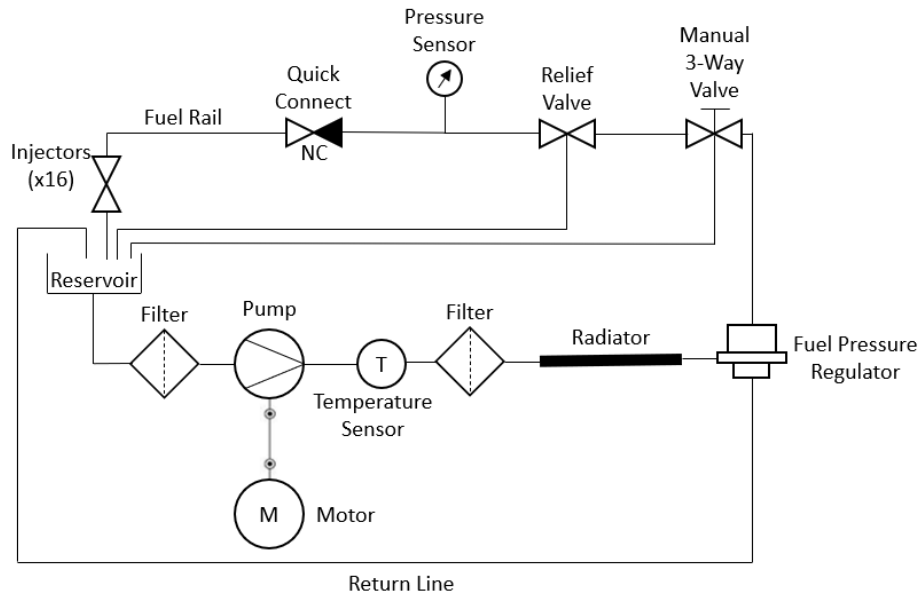 Pressure
Sensor
Manual
3-Way
Valve
Quick
Connect
Relief
Valve
Fuel Rail
NC
Injectors
(x16)
Reservoir
Filter
Pump
Filter
Radiator
Fuel Pressure
Regulator
T
Temperature
Sensor
M
Motor
Return Line